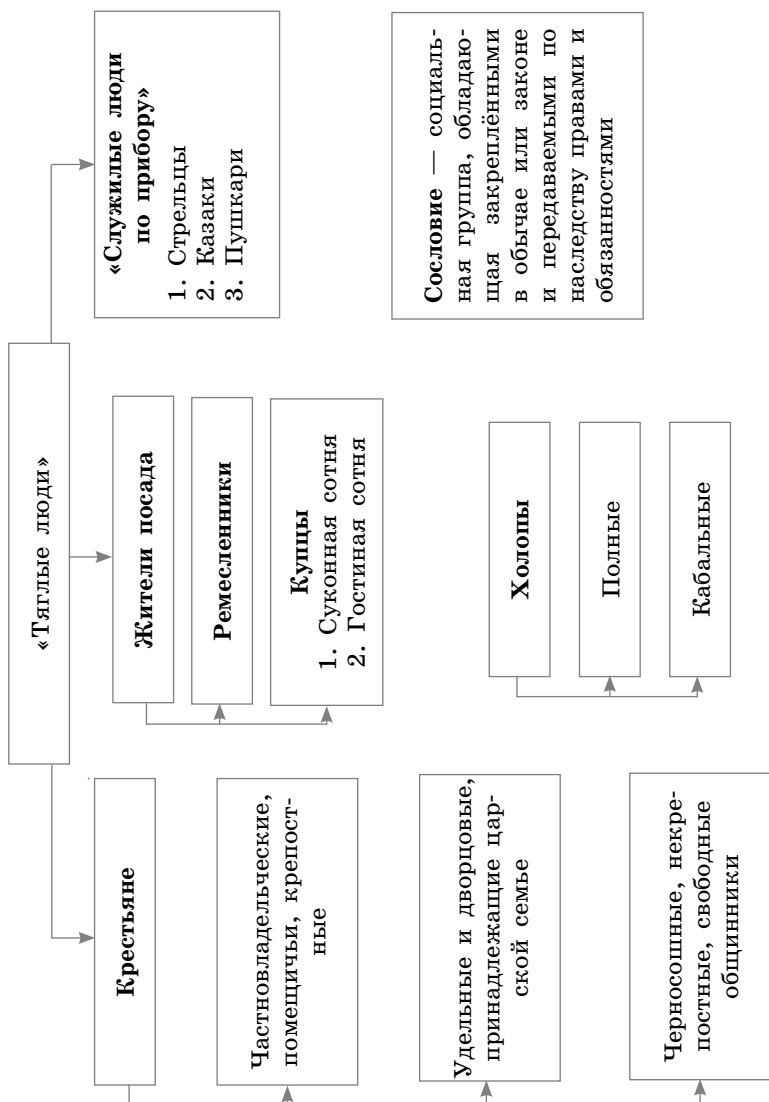 «Тяглые люди»
Крестьяне
Частновладельческие,
помещичьи, крепост-
ные
Удельные и дворцовые,
принадлежащие цар-
ской семье
Черносошные, некре-
постные, свободные
общинники
Жители посада
Ремесленники
Купцы
1. Суконная сотня
2. Гостиная сотня
«Служилые люди
по прибору»
1. Стрельцы
2. Казаки
3. Пушкари
Холопы
Полные
Кабальные
Сословие — социаль-
ная группа, обладаю-
щая закреплёнными
в обычае или законе
и передаваемыми по
наследству правами и
обязанностями